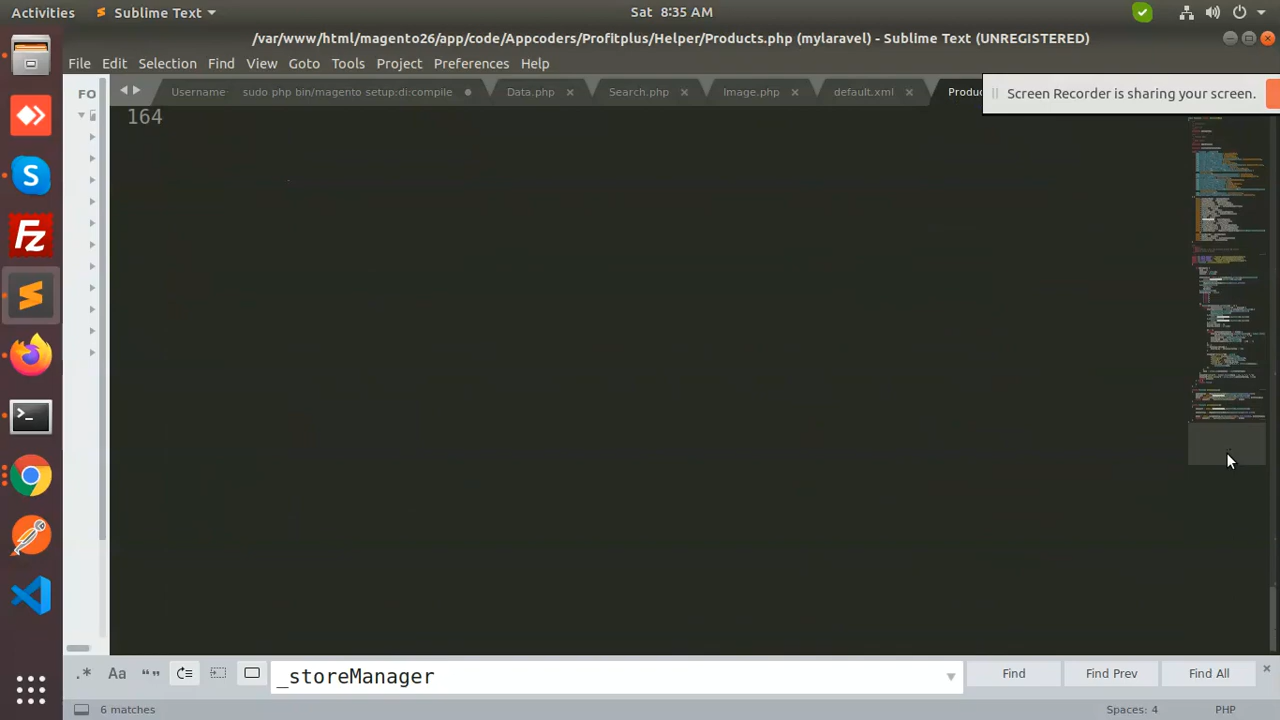 Activities Sublime Text Sat 8:35 AM
/var/www/html/magento26/app/code/Appcoders/Profitplus/Helper/Products.php (mylaravel) - Sublime Text (UNREGISTERED)
File Edit Selection Find View Goto Tools Project Preferences Help
FO Username sudo php bin/magento setup:di:compile Data.php Search.php Image.php default.xml Produc
Screen Recorder is sharing your screen.
164
.* Aa _storeManager Find Find Prev Find All
6 matches Spaces: 4 PHP